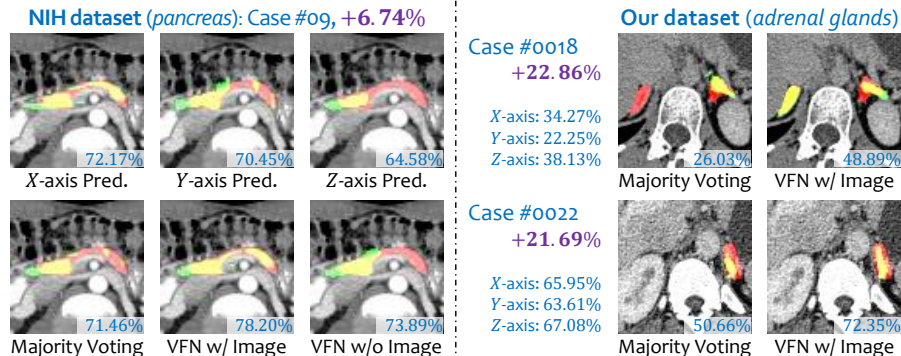 NIH dataset (pancreas): Case #09, +6.74%
72.17%
70.45%
64.58%
X-axis Pred.
Y-axis Pred.
Z-axis Pred.
71.46%
78.20%
73.89%
Majority Voting
VFN w/ Image
VFN w/o Image
Our dataset (adrenal glands)
Case #0018
+22.86%
X-axis: 34.27%
Y-axis: 22.25%
Z-axis: 38.13%
26.03%
48.89%
Majority Voting
VFN w/ Image
Case #0022
+21.69%
X-axis: 65.95%
Y-axis: 63.61%
Z-axis: 67.08%
50.66%
72.35%
Majority Voting
VFN w/ Image